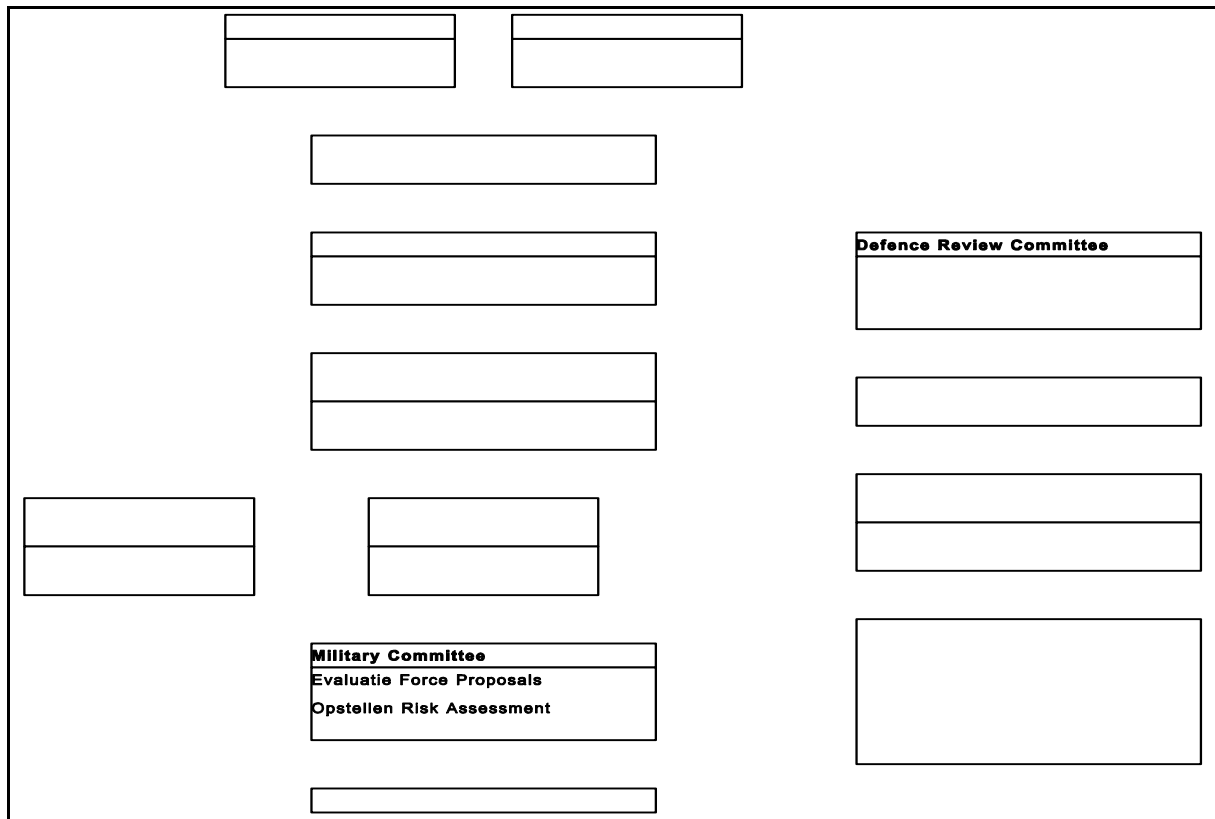 Defence Review Committee
Military Committee
Evaluatie Force Proposals
Opstellen Risk Assessment